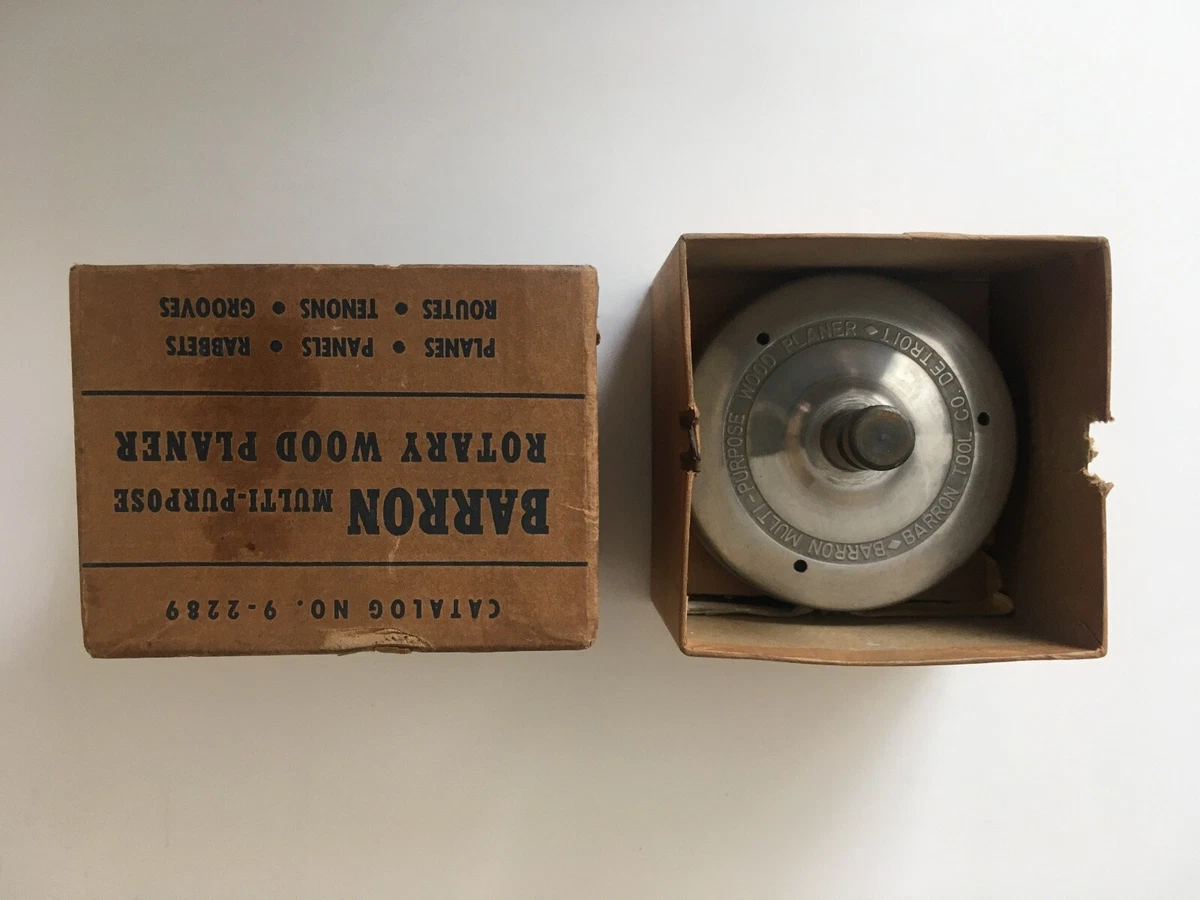 CATALOG NO. 9-2289
BARRON MULTI-PURPOSE
ROTARY WOOD PLANER
PLANES • PANELS • RABBETS
ROUTES • TENONS • GROOVES
BARRON MULTI-PURPOSE WOOD PLANER ◆ BARRON TOOL CO. DETROIT ◆